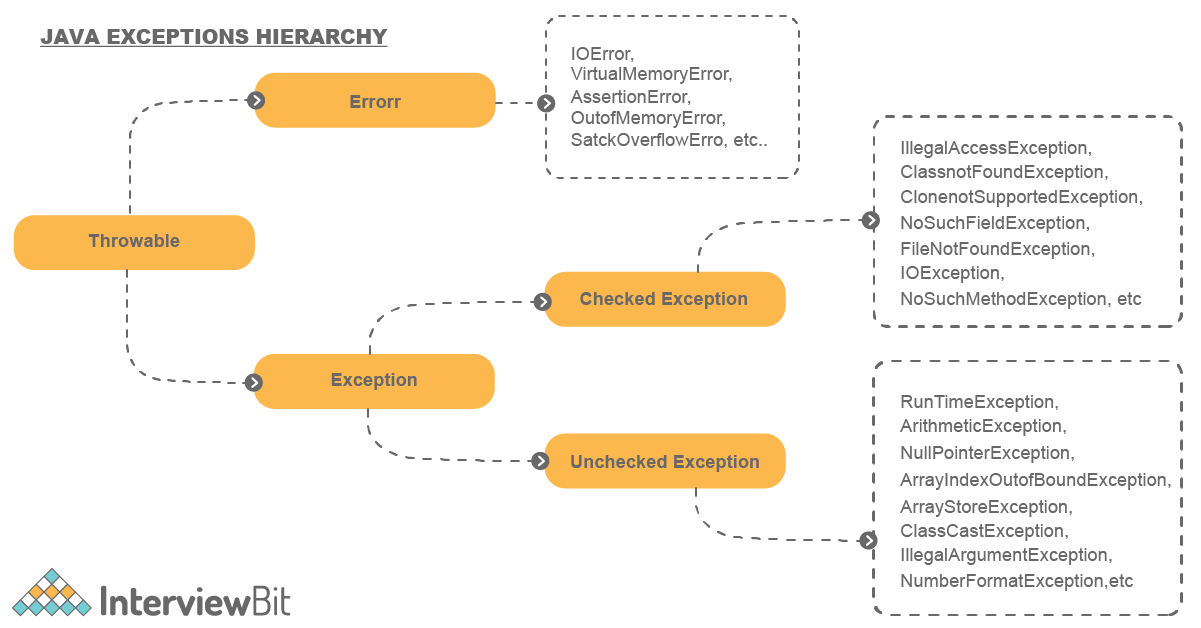 JAVA EXCEPTIONS HIERARCHY
Errorr
IOError,
VirtualMemoryError,
AssertionError,
OutofMemoryError,
SatckOverflowErro, etc..
Throwable
Exception
Checked Exception
IllegalAccessException,
ClassnotFoundException,
ClonenotSupportedException,
NoSuchFieldException,
FileNotFoundException,
IOException,
NoSuchMethodException, etc
Unchecked Exception
RunTimeException,
ArithmeticException,
NullPointerException,
ArrayIndexOutofBoundException,
ArrayStoreException,
ClassCastException,
IllegalArgumentException,
NumberFormatException,etc
InterviewBit